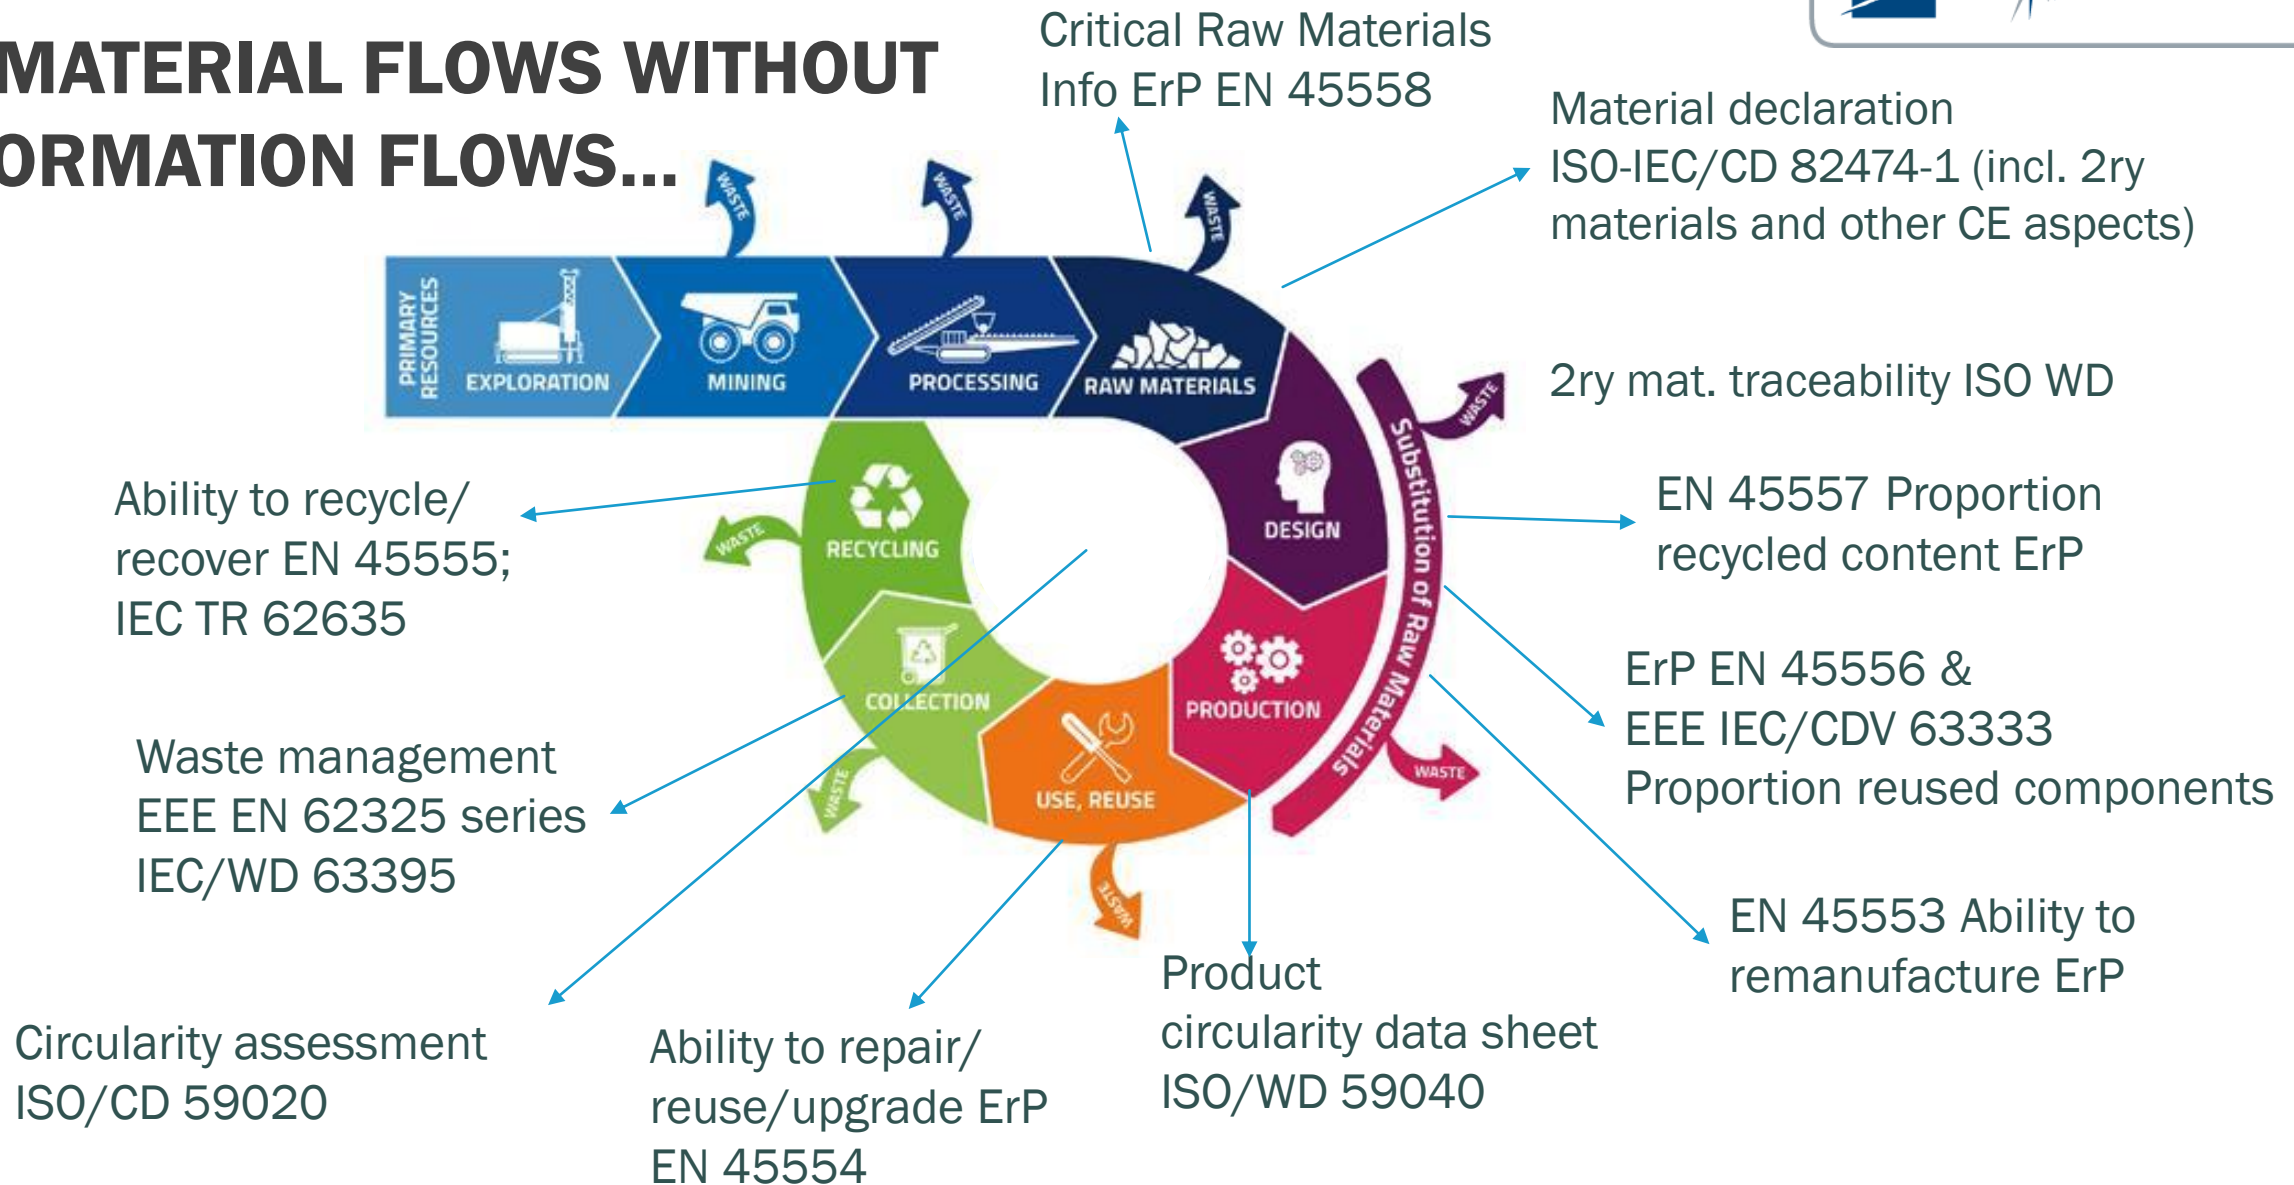 MATERIAL FLOWS WITHOUT
ORMATION FLOWS...
Critical Raw Materials
Info ErP EN 45558
Material declaration
ISO-IEC/CD 82474-1 (incl. 2ry
materials and other CE aspects)
2ry mat. traceability ISO WD
EN 45557 Proportion
recycled content ErP
ErP EN 45556 &
EEE IEC/CDV 63333
Proportion reused components
EN 45553 Ability to
remanufacture ErP
Product
circularity data sheet
ISO/WD 59040
Ability to repair/
reuse/upgrade ErP
EN 45554
Circularity assessment
ISO/CD 59020
Waste management
EEE EN 62325 series
IEC/WD 63395
Ability to recycle/
recover EN 45555;
IEC TR 62635
PRIMARY
RESOURCES
EXPLORATION
MINING
PROCESSING
RAW MATERIALS
DESIGN
PRODUCTION
USE, REUSE
COLLECTION
RECYCLING
Substitution of Raw Materials
WASTE
WASTE
WASTE
WASTE
WASTE
WASTE
WASTE
WASTE